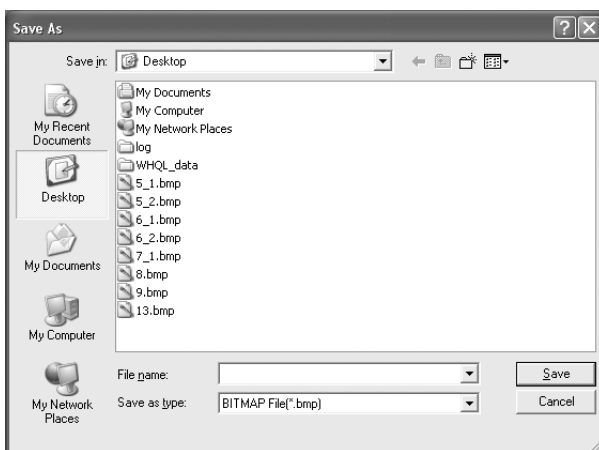 Save As
Save in:
Desktop
My Recent
Documents
Desktop
My Documents
My Computer
My Network
Places
My Documents
My Computer
My Network Places
log
WHQL_data
5_1.bmp
5_2.bmp
6_1.bmp
6_2.bmp
7_1.bmp
8.bmp
9.bmp
13.bmp
File name:
Save
Save as type:
BITMAP File(*.bmp)
Cancel